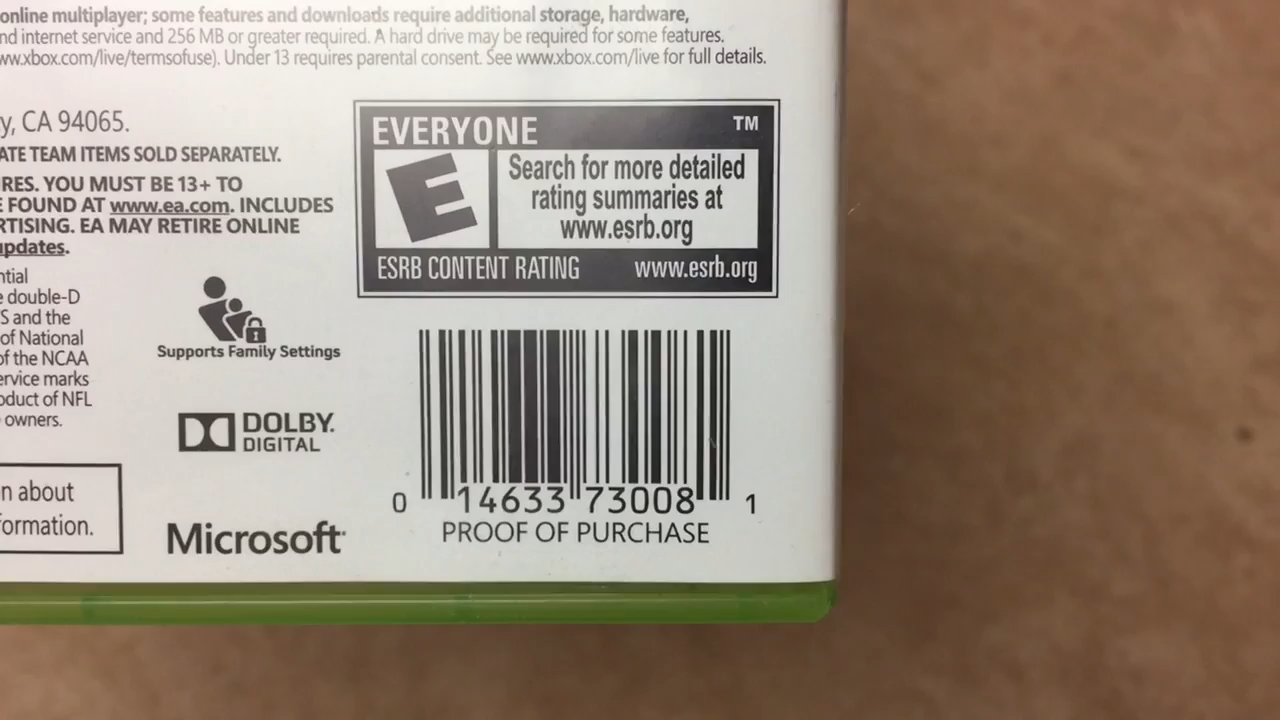 online multiplayer; some features and downloads require additional storage, hardware,
nd internet service and 256 MB or greater required. A hard drive may be required for some features.
ww.xbox.com/live/termsofuse). Under 13 requires parental consent. See www.xbox.com/live for full details.
y, CA 94065.
ATE TEAM ITEMS SOLD SEPARATELY.
RES. YOU MUST BE 13+ TO
E FOUND AT www.ea.com. INCLUDES
RTISING. EA MAY RETIRE ONLINE
updates.
ntial
e double-D
S and the
of National
of the NCAA
ervice marks
oduct of NFL
owners.
n about
formation.
Supports Family Settings
DOLBY.
DIGITAL
Microsoft
EVERYONE TM
E
Search for more detailed
rating summaries at
www.esrb.org
ESRB CONTENT RATING www.esrb.org
0 14633 73008 1
PROOF OF PURCHASE